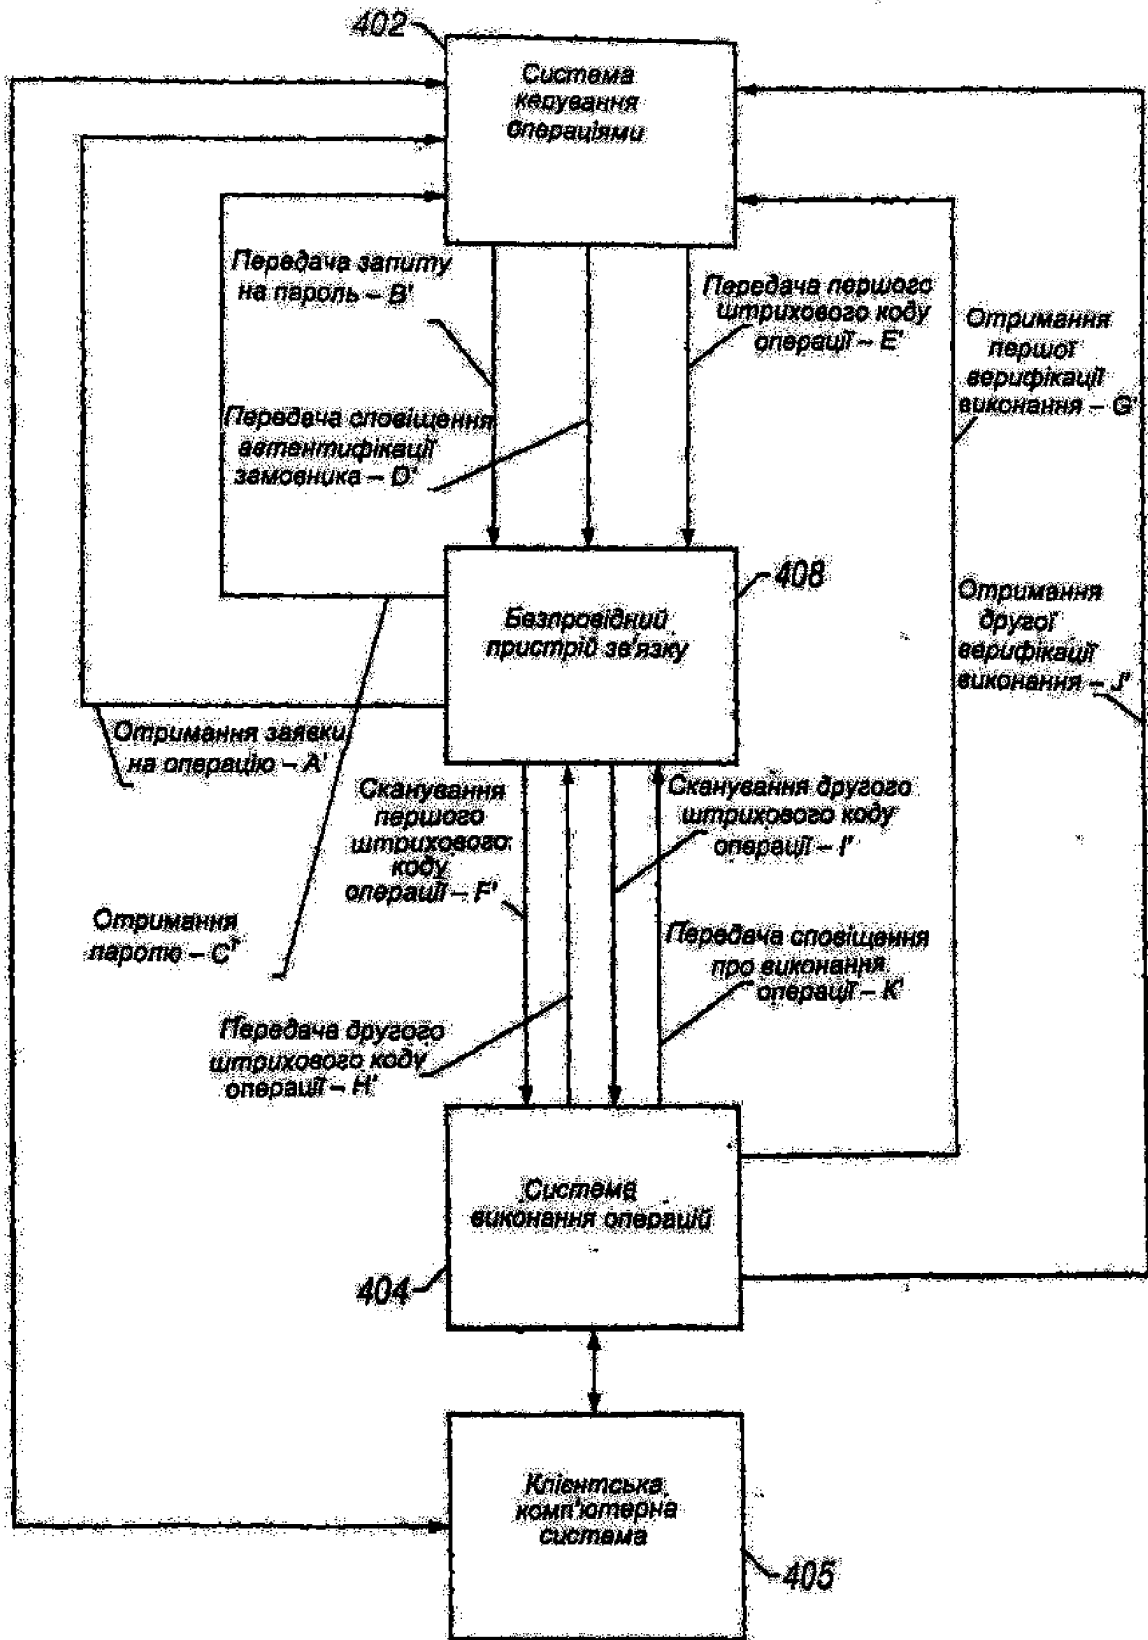 402
Система
керування
операціями
Передача запиту
на пароль – B'
Передача першого
штрихового коду
операції – E'
Отримання
першої
верифікації
виконання – G'
Передача сповіщення
автентифікації
замовника – D'
408
Безпровідний
пристрій зв'язку
Отримання
другої
верифікації
виконання – J'
Отримання заявки
на операцію – A'
Сканування
першого
штрихового
коду
операції – F'
Сканування другого
штрихового коду
операції – I'
Отримання
паролю – C'
Передача сповіщення
про виконання
операції – K'
Передача другого
штрихового коду
операції – H'
Система
виконання операцій
404
Клієнтська
комп'ютерна
система
405